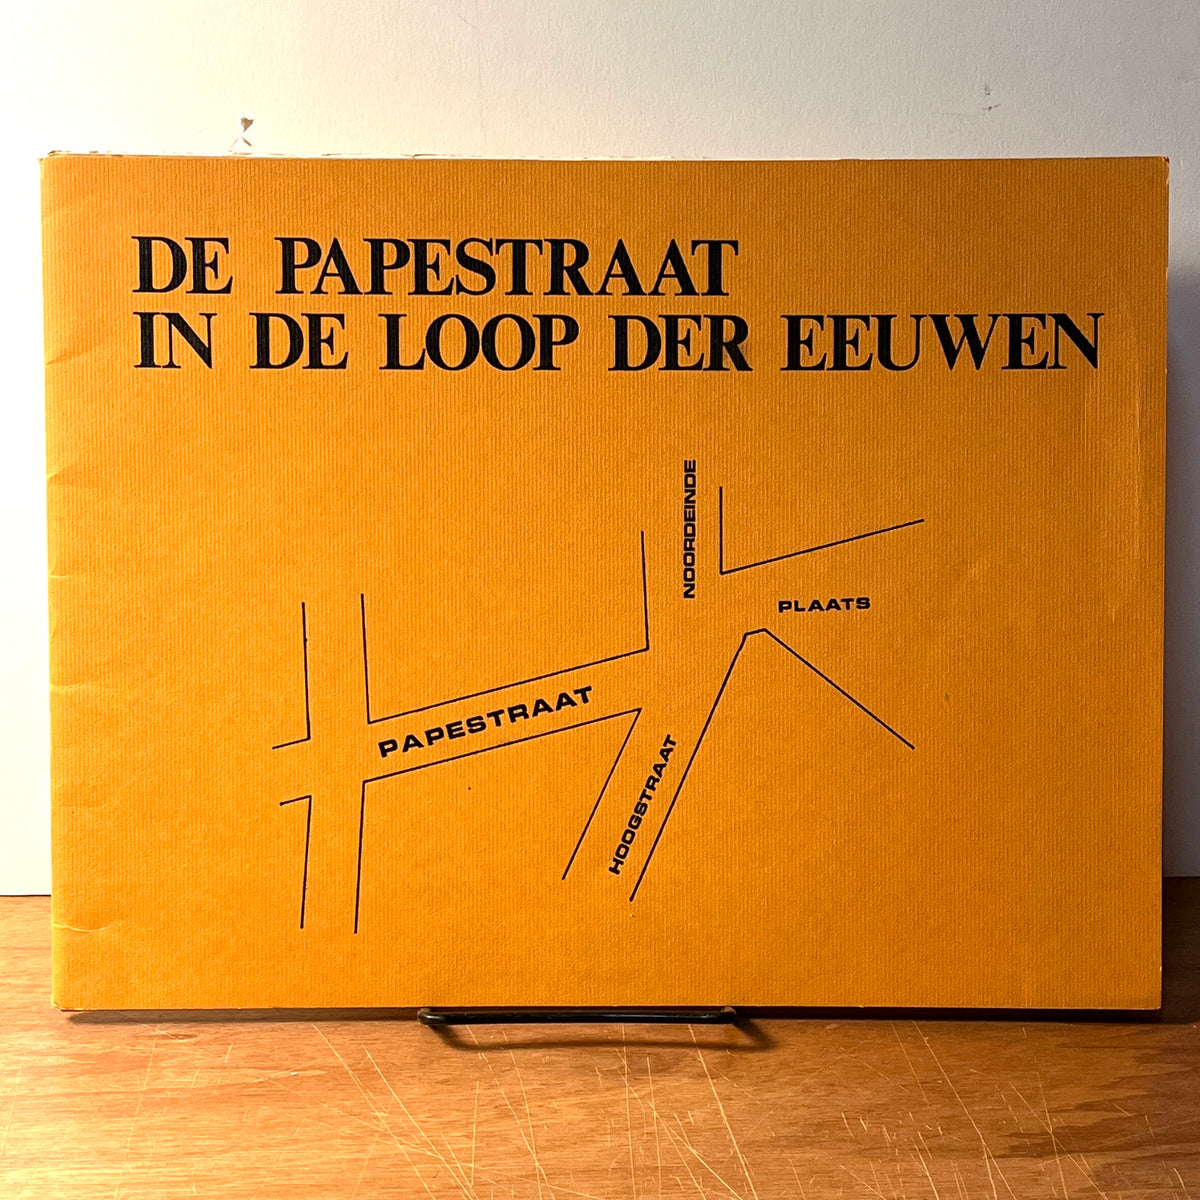 DE PAPESTRAAT
IN DE LOOP DER EEUWEN
NOORDEINDE
PLAATS
PAPESTRAAT
HOOGSTRAAT